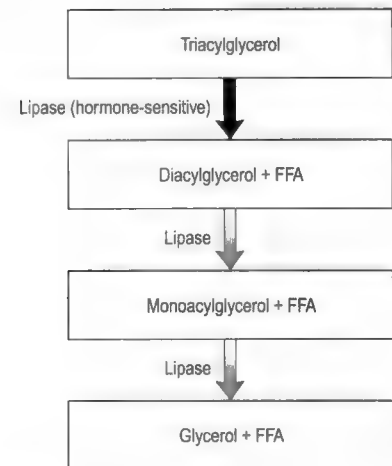 Triacylglycerol
Lipase (hormone-sensitive)
Diacylglycerol + FFA
Lipase
Monoacylglycerol + FFA
Lipase
Glycerol + FFA